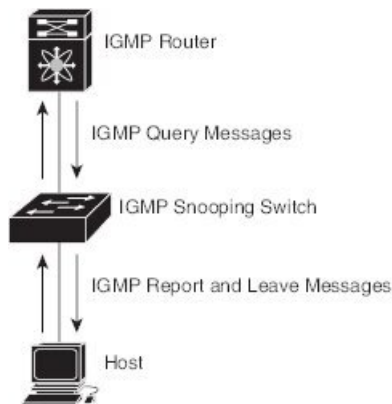 IGMP Router
IGMP Query Messages
IGMP Snooping Switch
IGMP Report and Leave Messages
Host